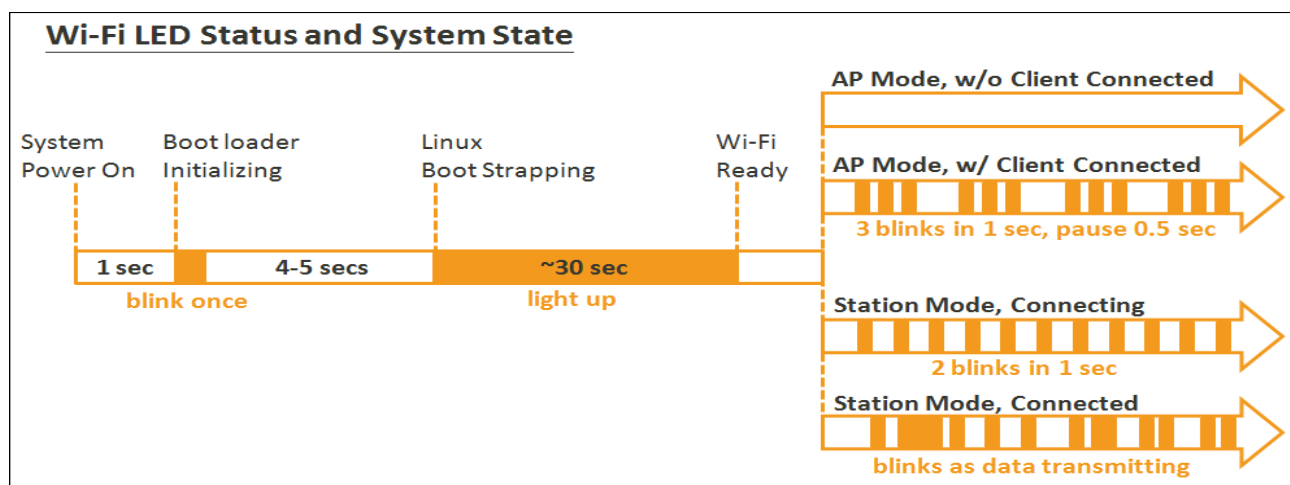 Wi-Fi LED Status and System State
System
Power On
Boot loader
Initializing
Linux
Boot Strapping
Wi-Fi
Ready
1 sec
4-5 secs
~30 sec
blink once
light up
AP Mode, w/o Client Connected
AP Mode, w/ Client Connected
3 blinks in 1 sec, pause 0.5 sec
Station Mode, Connecting
2 blinks in 1 sec
Station Mode, Connected
blinks as data transmitting